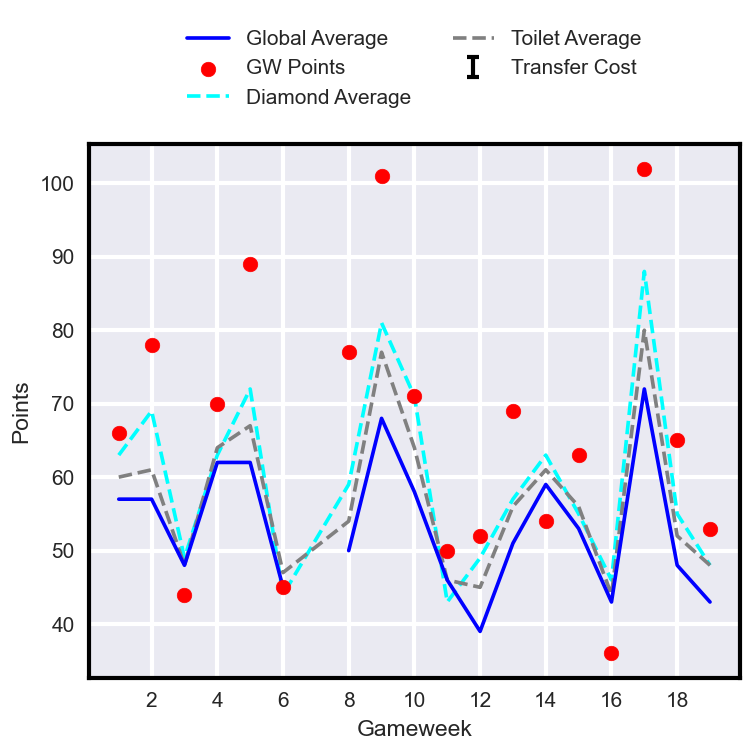 Global Average
GW Points
Diamond Average
Toilet Average
Transfer Cost
100
90
80
70
60
50
40
Points
2 4 6 8 10 12 14 16 18
Gameweek